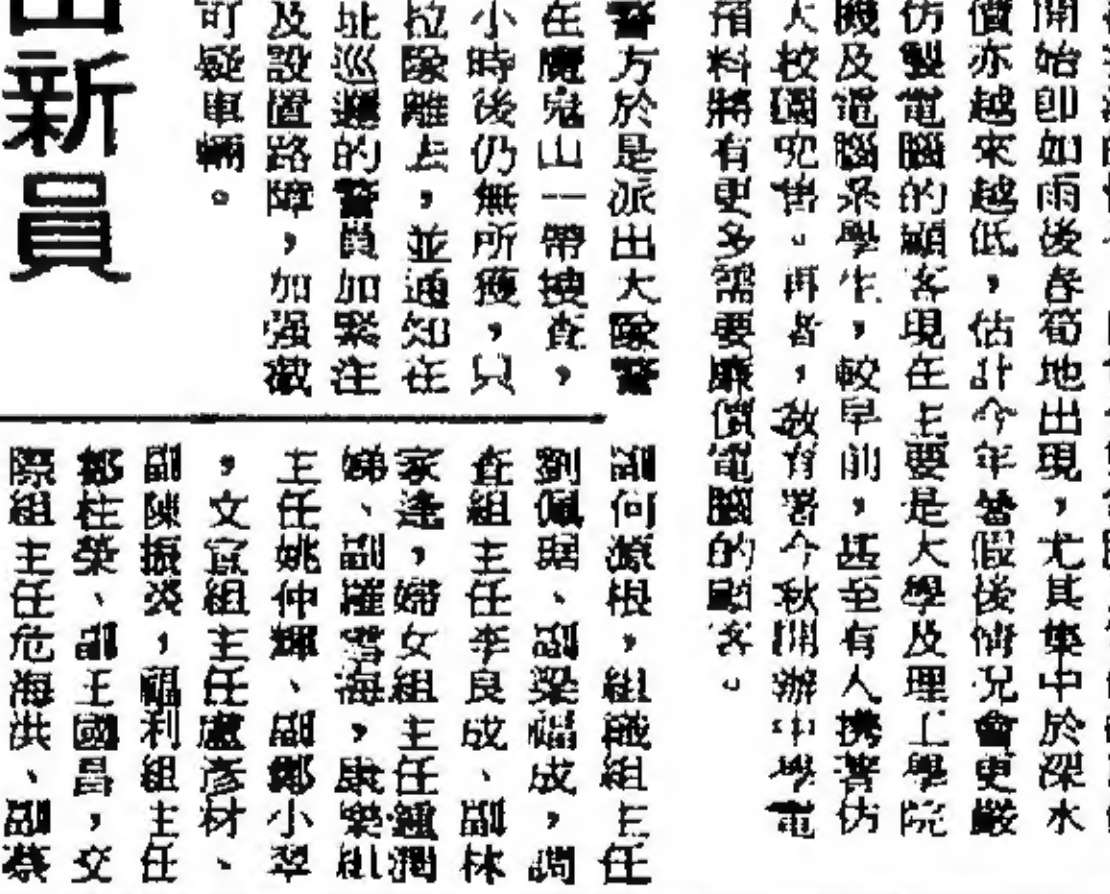 開始即如雨後春筍地出現，尤其集中於深水
價亦越來越低，估計今年暑假後情况會更嚴
仿製電腦的顧客現在主要是大學及理工學院
機及電腦系學生，較早前，甚至有人携著仿
大校園兜售。再者，教育署今秋開辦中學電
預料將有更多需要廉價電腦的顧客。
警方於是派出大隊警
在魔鬼山一帶搜查，
小時後仍無所獲，只
拉隊離去，並通知在
址巡邏的警員加緊注
及設置路障，加强截
可疑車輛。
出新員
副何源根，組織組主任
劉佩琚、副梁福成，調
查組主任李良成、副林
家逢，婦女組主任鍾潤
娣、副羅雪海，康樂組
主任姚仲輝、副鄭小翠
，文宣組主任盧彥材、
副陳振炎，福利組主任
鄒柱榮、副王國昌，交
際組主任危海洪、副蔡